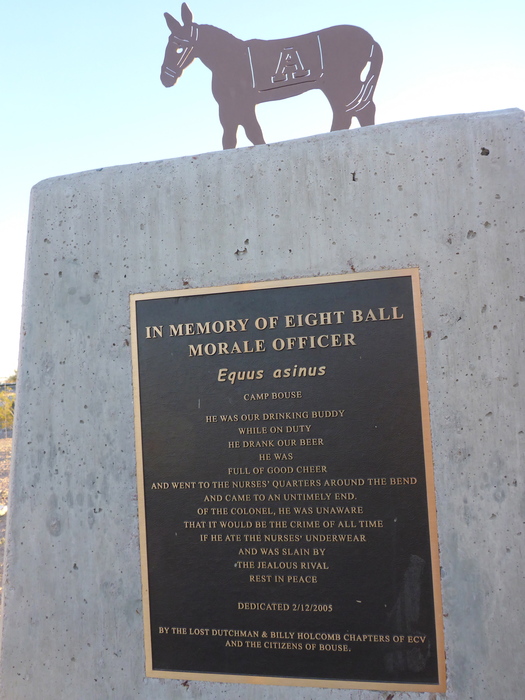 A
IN MEMORY OF EIGHT BALL
MORALE OFFICER
Equus asinus
CAMP BOUSE
HE WAS OUR DRINKING BUDDY
WHILE ON DUTY
HE DRANK OUR BEER
HE WAS
FULL OF GOOD CHEER
AND WENT TO THE NURSES' QUARTERS AROUND THE BEND
AND CAME TO AN UNTIMELY END.
OF THE COLONEL, HE WAS UNAWARE
THAT IT WOULD BE THE CRIME OF ALL TIME
IF HE ATE THE NURSES' UNDERWEAR
AND WAS SLAIN BY
THE JEALOUS RIVAL
REST IN PEACE
DEDICATED 2/12/2005
BY THE LOST DUTCHMAN & BILLY HOLCOMB CHAPTERS OF ECV
AND THE CITIZENS OF BOUSE.